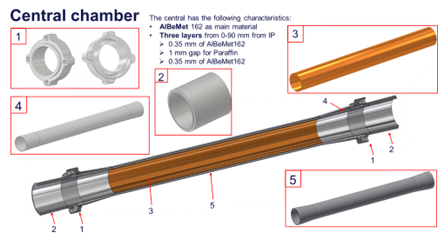 Central chamber
The central has the following characteristics:
• AlBeMet 162 as main material
• Three layers from 0-90 mm from IP
➢ 0.35 mm of AlBeMet162
➢ 1 mm gap for Paraffin
➢ 0.35 mm of AlBeMet162
1
2
3
4
4
1
2
5
3
5
2
1